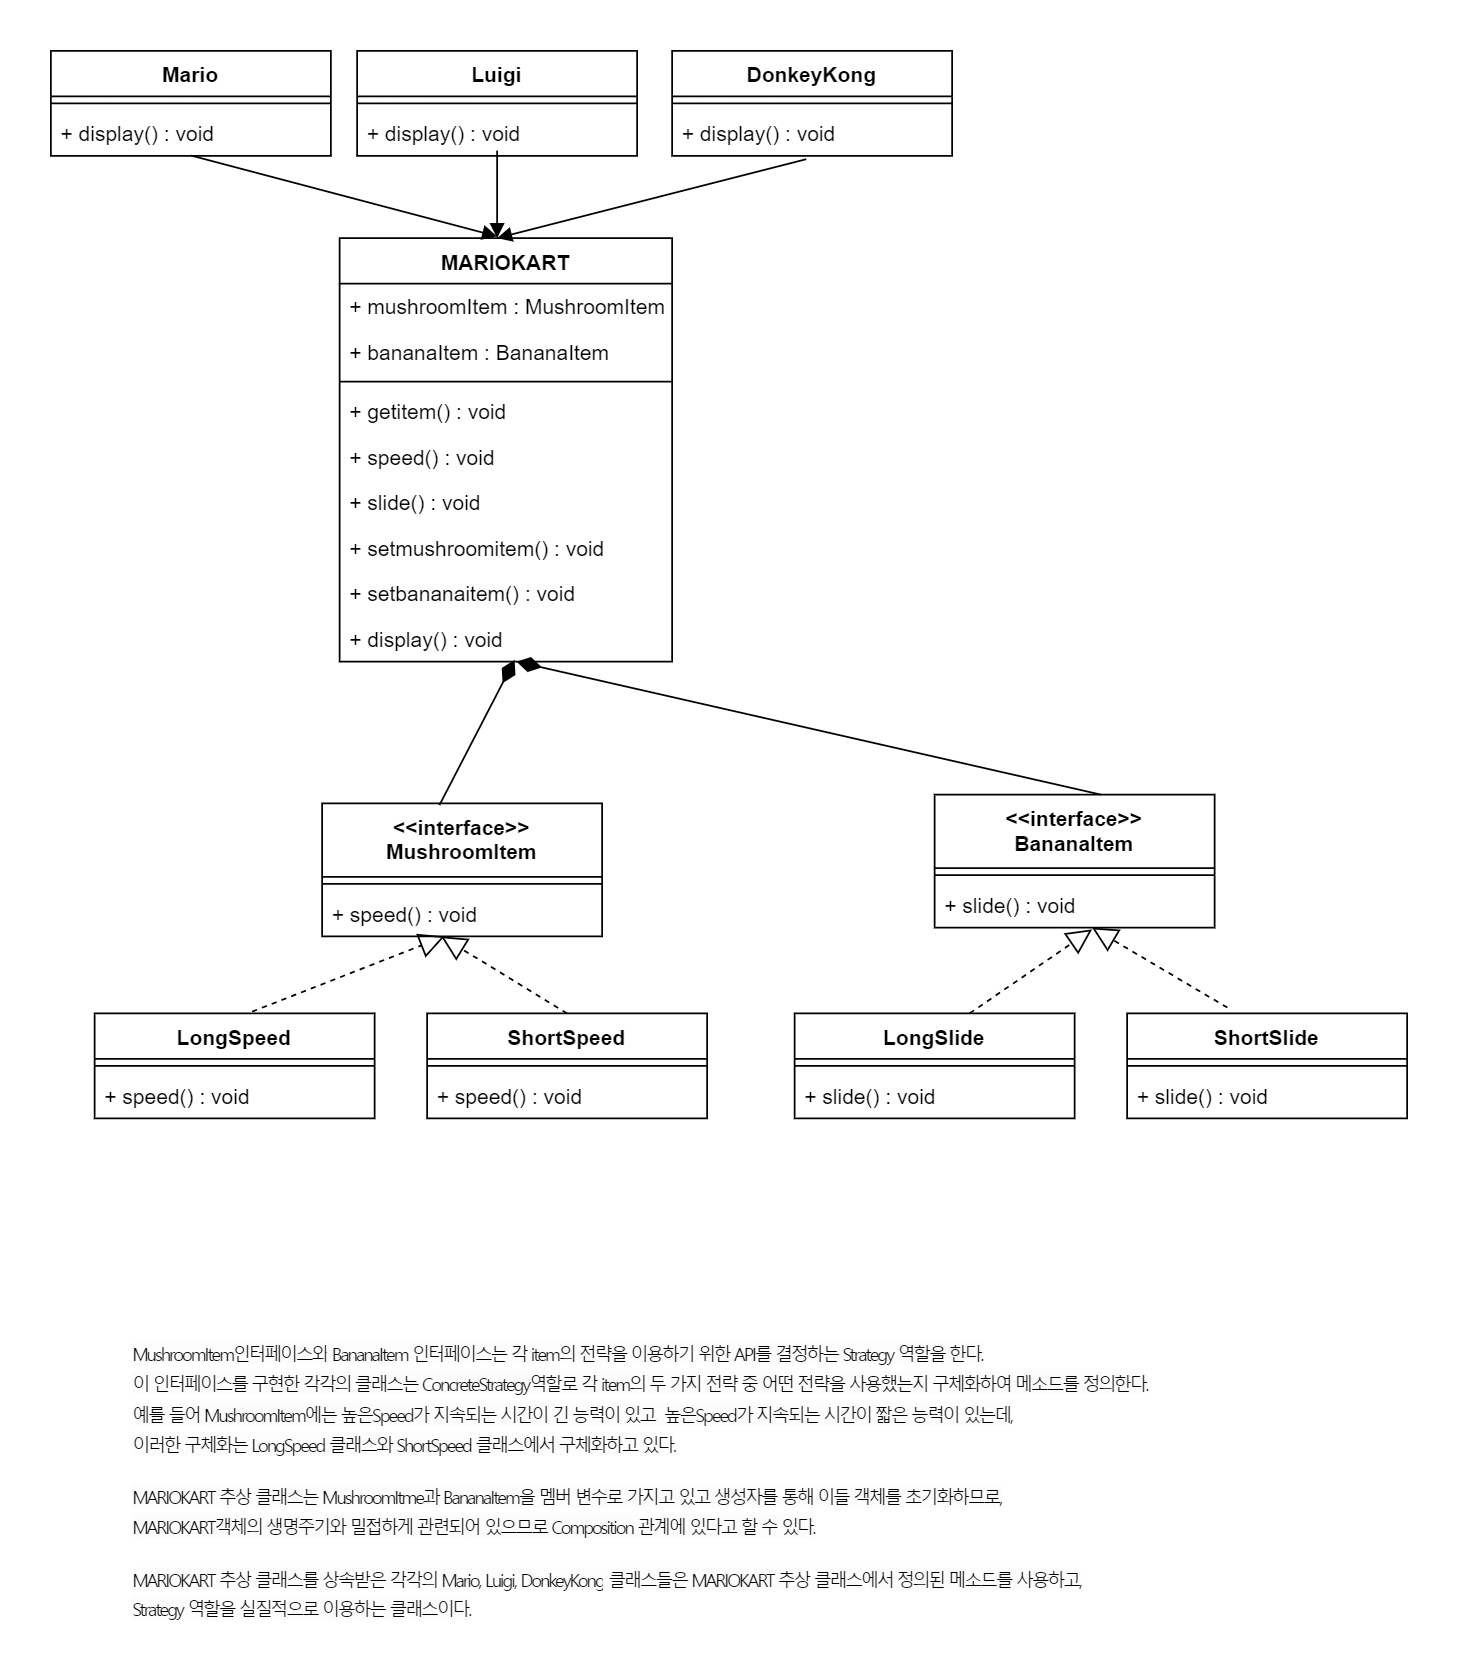 Mario
+ display() : void
Luigi
+ display() : void
DonkeyKong
+ display() : void
MARIOKART
+ mushroomItem : MushroomItem
+ bananaItem : BananaItem
+ getitem() : void
+ speed() : void
+ slide() : void
+ setmushroomitem() : void
+ setbananaitem() : void
+ display() : void
<<interface>>
MushroomItem
+ speed() : void
<<interface>>
BananaItem
+ slide() : void
LongSpeed
+ speed() : void
ShortSpeed
+ speed() : void
LongSlide
+ slide() : void
ShortSlide
+ slide() : void
MushroomItem인터페이스와 BananaItem 인터페이스는 각 item의 전략을 이용하기 위한 API를 결정하는 Strategy 역할을 한다.
이 인터페이스를 구현한 각각의 클래스는 ConcreteStrategy역할로 각 item의 두 가지 전략 중 어떤 전략을 사용했는지 구체화하여 메소드를 정의한다.
예를 들어 MushroomItem에는 높은Speed가 지속되는 시간이 긴 능력이 있고 높은Speed가 지속되는 시간이 짧은 능력이 있는데,
이러한 구체화는 LongSpeed 클래스와 ShortSpeed 클래스에서 구체화하고 있다.
MARIOKART 추상 클래스는 MushroomItme과 BananaItem을 멤버 변수로 가지고 있고 생성자를 통해 이들 객체를 초기화하므로,
MARIOKART객체의 생명주기와 밀접하게 관련되어 있으므로 Composition 관계에 있다고 할 수 있다.
MARIOKART 추상 클래스를 상속받은 각각의 Mario, Luigi, DonkeyKong 클래스들은 MARIOKART 추상 클래스에서 정의된 메소드를 사용하고,
Strategy 역할을 실질적으로 이용하는 클래스이다.